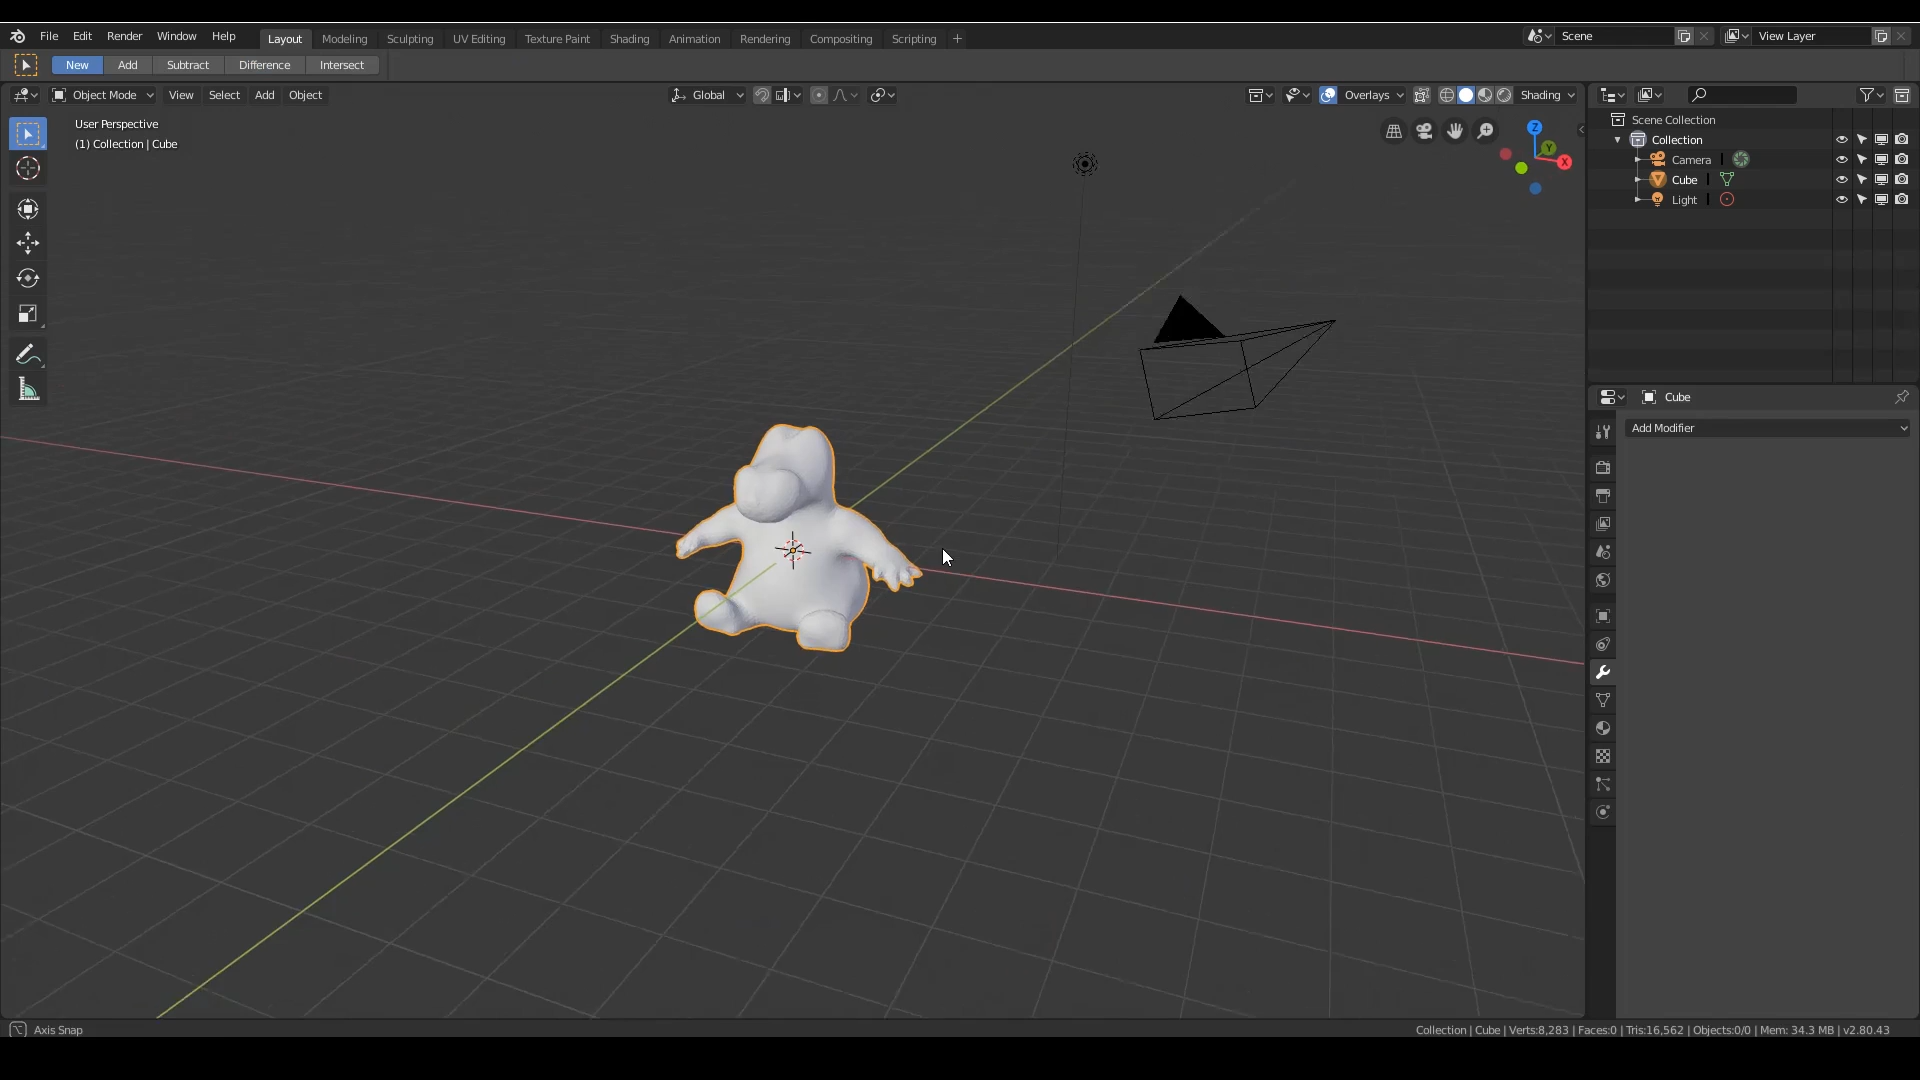 File Edit Render Window Help Layout Modeling Sculpting UV Editing Texture Paint Shading Animation Rendering Compositing Scripting + Scene View Layer
New Add Subtract Difference Intersect
Object Mode View Select Add Object Global Overlays Shading
User Perspective
(1) Collection | Cube
Z
Y
X
Scene Collection
Collection
Camera
Cube
Light
Cube
Add Modifier
Axis Snap
Collection | Cube | Verts:8,283 | Faces:0 | Tris:16,562 | Objects:0/0 | Mem: 34.3 MB | v2.80.43